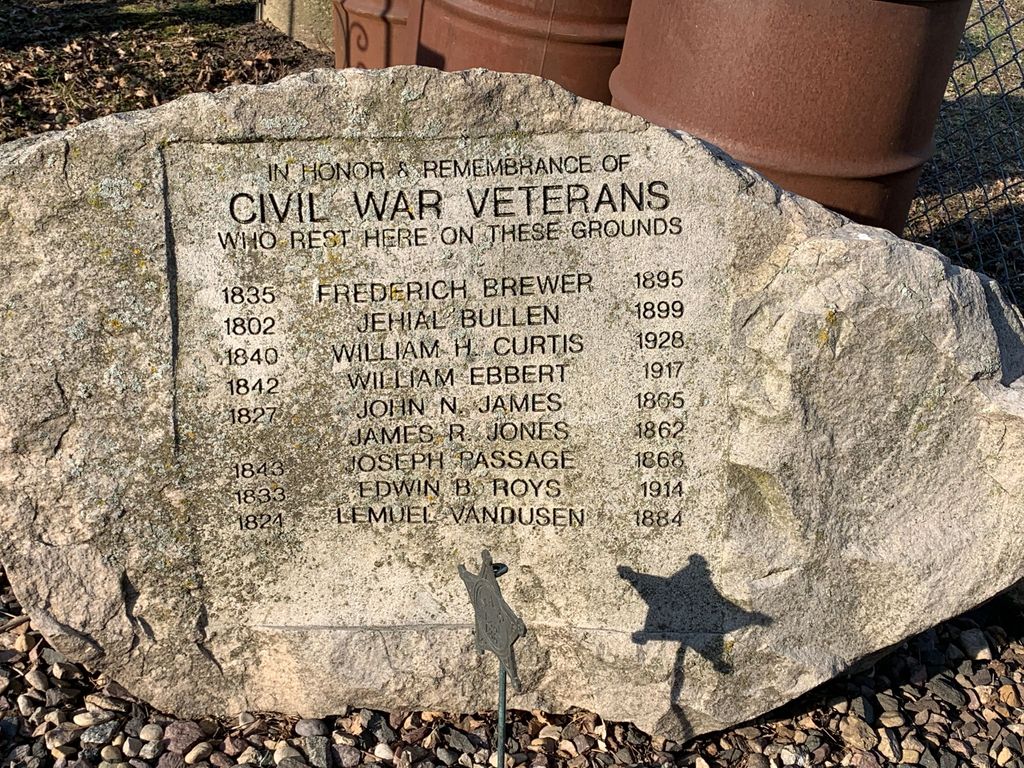 IN HONOR & REMEMBRANCE OF
CIVIL WAR VETERANS
WHO REST HERE ON THESE GROUNDS
1835 FREDERICH BREWER 1895
1802 JEHIAL BULLEN 1899
1840 WILLIAM H. CURTIS 1928
1842 WILLIAM EBBERT 1917
1827 JOHN N. JAMES 1865
JAMES R. JONES 1862
1843 JOSEPH PASSAGE 1868
1833 EDWIN B. ROYS 1914
1824 LEMUEL VANDUSEN 1884